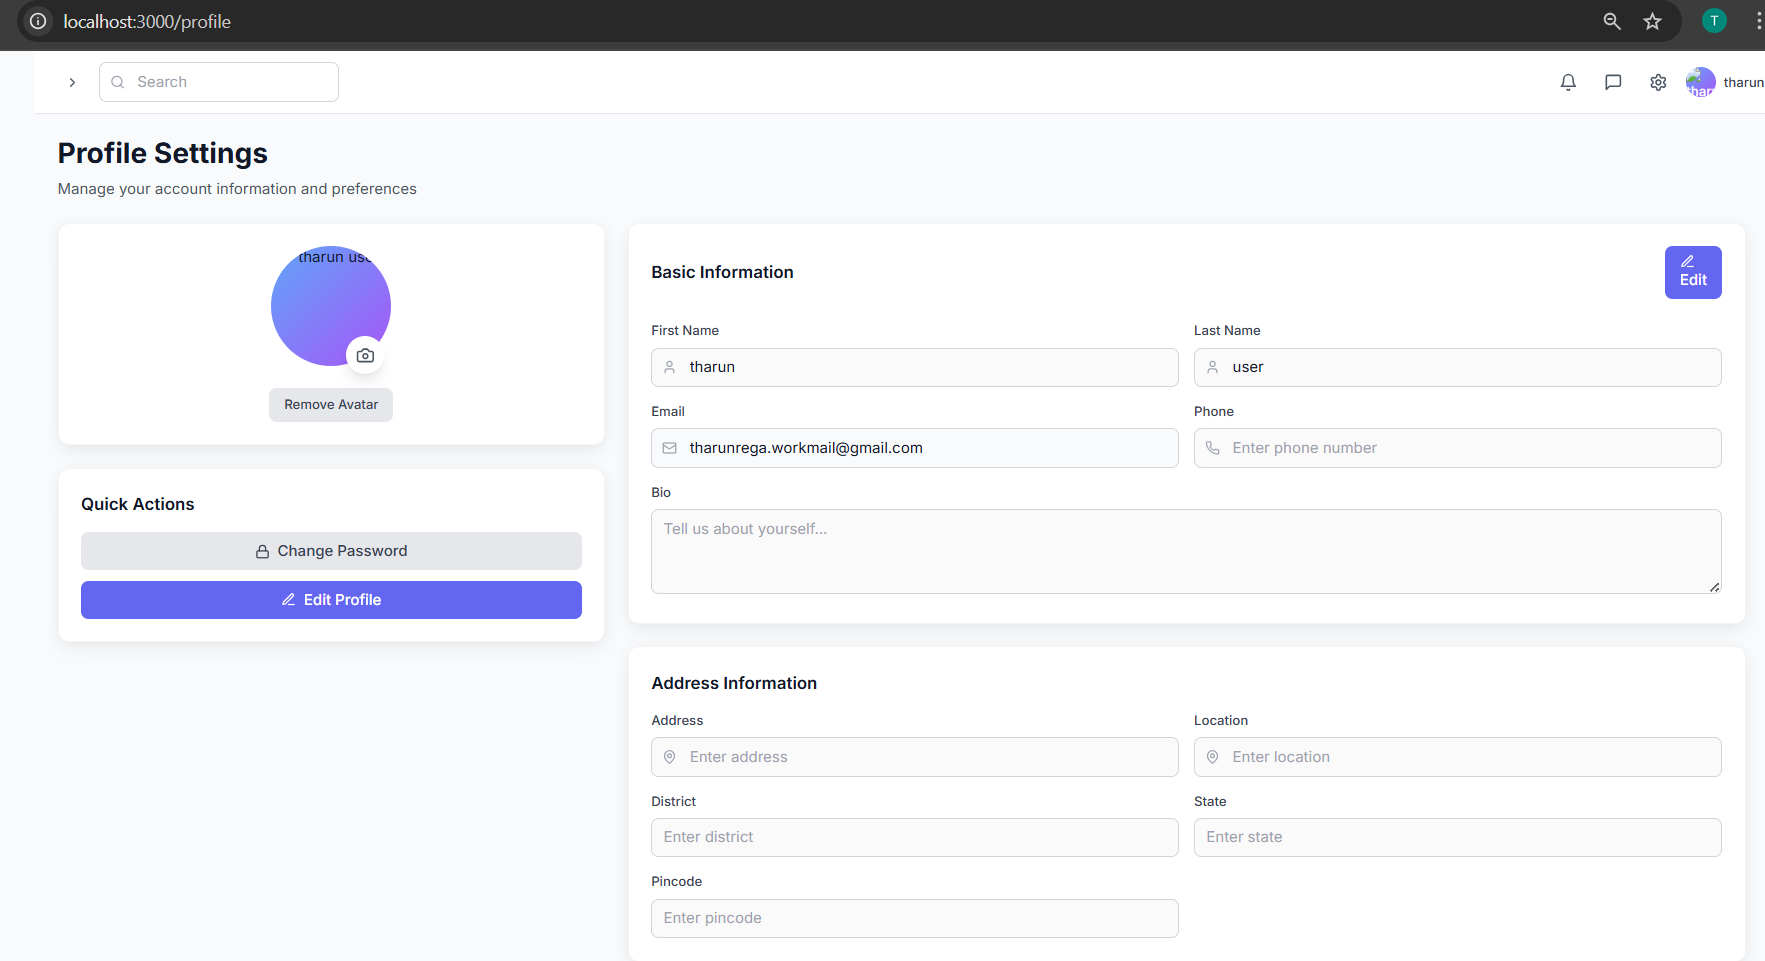 localhost:3000/profile
T
Search
tharun
Profile Settings
Manage your account information and preferences
tharun
Remove Avatar
Quick Actions
Change Password
Edit Profile
Basic Information
Edit
First Name
Last Name
tharun
user
Email
Phone
tharunrega.workmail@gmail.com
Enter phone number
Bio
Tell us about yourself...
Address Information
Address
Location
Enter address
Enter location
District
State
Enter district
Enter state
Pincode
Enter pincode